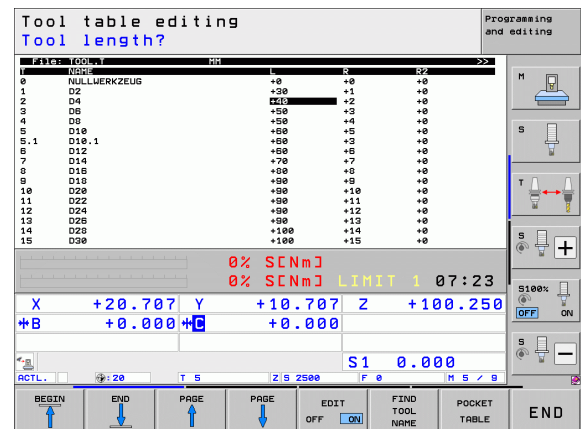 Tool table editing
Tool length?
Programming
and editing
File: TOOL.T MM >>
T NAME L R R2
0 NULLWERKZEUG +0 +0 +0
1 D2 +30 +1 +0
2 D4 +40 +2 +0
3 D6 +50 +3 +0
4 D8 +50 +4 +0
5 D10 +60 +5 +0
5.1 D10.1 +60 +3 +0
6 D12 +60 +6 +0
7 D14 +70 +7 +0
8 D16 +80 +8 +0
9 D18 +90 +9 +0
10 D20 +90 +10 +0
11 D22 +90 +11 +0
12 D24 +90 +12 +0
13 D26 +90 +13 +0
14 D28 +100 +14 +0
15 D30 +100 +15 +0
0% S[Nm]
0% S[Nm] LIMIT 1 07:23
X +20.707 Y +10.707 Z +100.250
B +0.000 C +0.000
S1 0.000
ACTL. : 20 T 5 Z S 2500 F 0 M 5 / 9
M
S
T
S
+
S100%
OFF ON
S
−
BEGIN
END
PAGE
PAGE
EDIT
OFF ON
FIND
TOOL
NAME
POCKET
TABLE
END